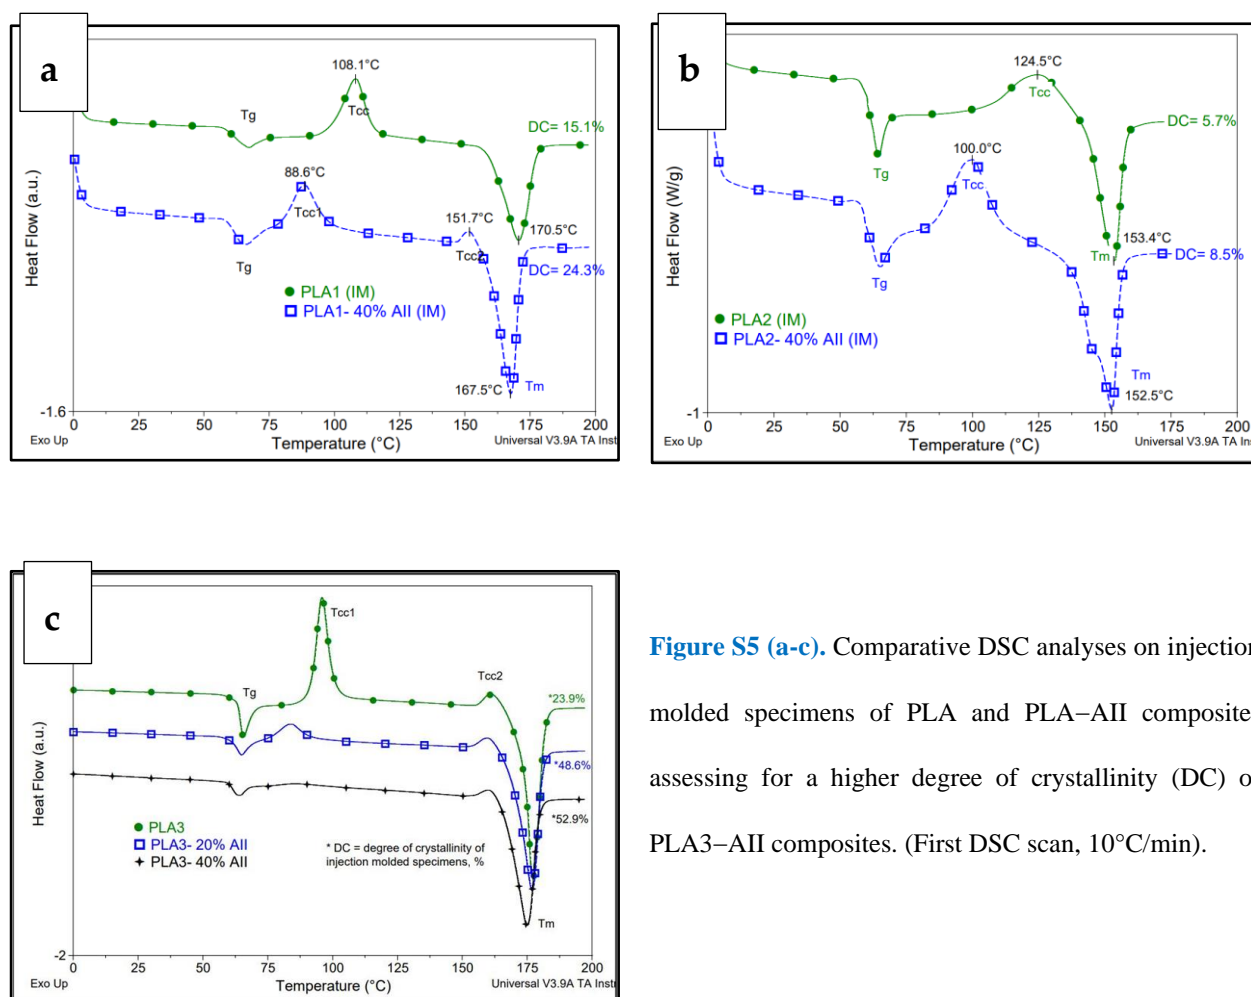 a
108.1°C
Tg
Tcc
DC= 15.1%
88.6°C
Tcc1
151.7°C
Tcc2
170.5°C
Tg
DC= 24.3%
PLA1 (IM)
PLA1- 40% AII (IM)
167.5°C
Tm
Heat Flow (a.u.)
-1.6
0 25 50 75 100 125 150 175 200
Exo Up
Temperature (°C)
Universal V3.9A TA Inst
b
124.5°C
Tcc
DC= 5.7%
100.0°C
Tg
Tcc
153.4°C
Tm
DC= 8.5%
Tg
PLA2 (IM)
PLA2- 40% AII (IM)
Tm
152.5°C
Heat Flow (W/g)
-1
0 25 50 75 100 125 150 175 200
Exo Up
Temperature (°C)
Universal V3.9A TA Ins
c
Tcc1
Tg
Tcc2
*23.9%
*48.6%
*52.9%
PLA3
PLA3- 20% AII
PLA3- 40% AII
* DC = degree of crystallinity of
injection molded specimens, %
Tm
Heat Flow (a.u.)
-2
0 25 50 75 100 125 150 175 200
Exo Up
Temperature (°C)
Universal V3.9A TA Inst
Figure S5 (a-c). Comparative DSC analyses on injection
molded specimens of PLA and PLA−AII composite
assessing for a higher degree of crystallinity (DC) o
PLA3−AII composites. (First DSC scan, 10°C/min).